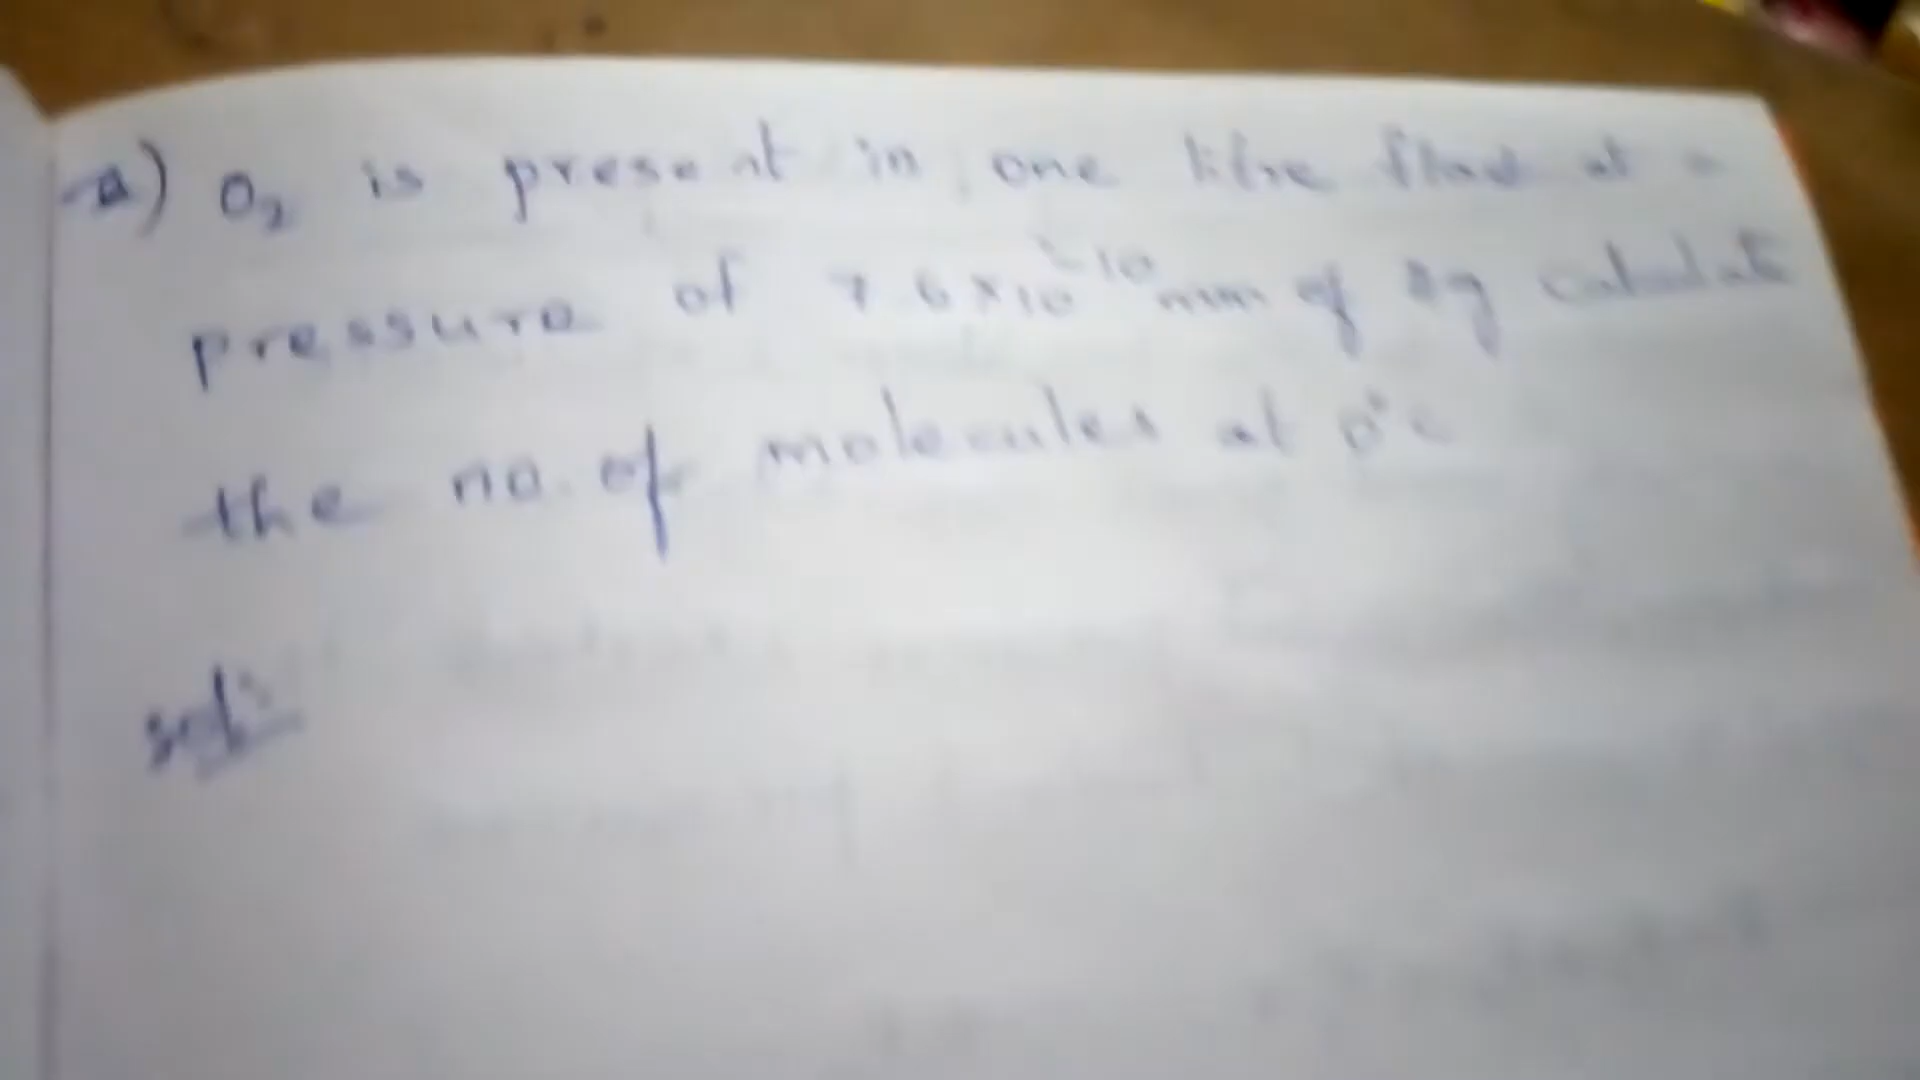 a) O₂ is present in one litre flask at a
pressure of 7.6×10⁻¹⁰ mm of Hg calculate
the no. of molecules at 0°C
sol: